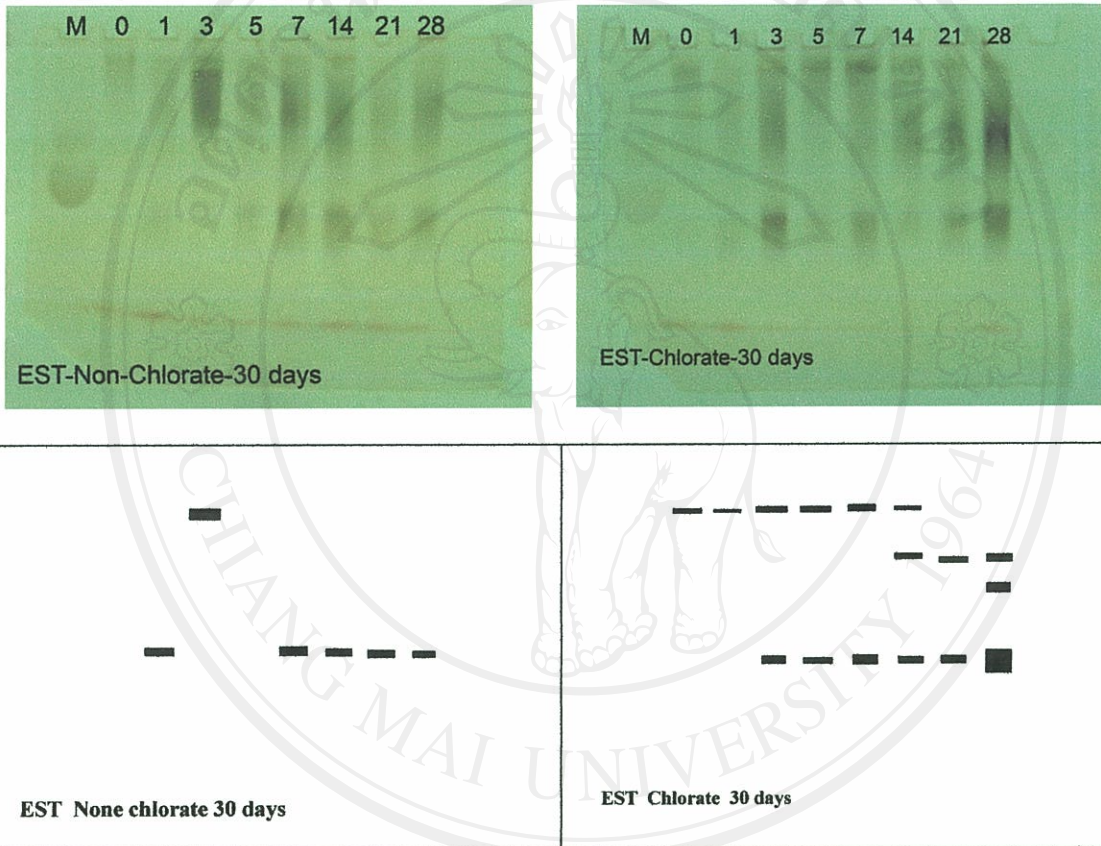 M 0 1 3 5 7 14 21 28
EST-Non-Chlorate-30 days
M 0 1 3 5 7 14 21 28
EST-Chlorate-30 days
EST None chlorate 30 days
EST Chlorate 30 days
CHIANG MAI UNIVERSITY 1964